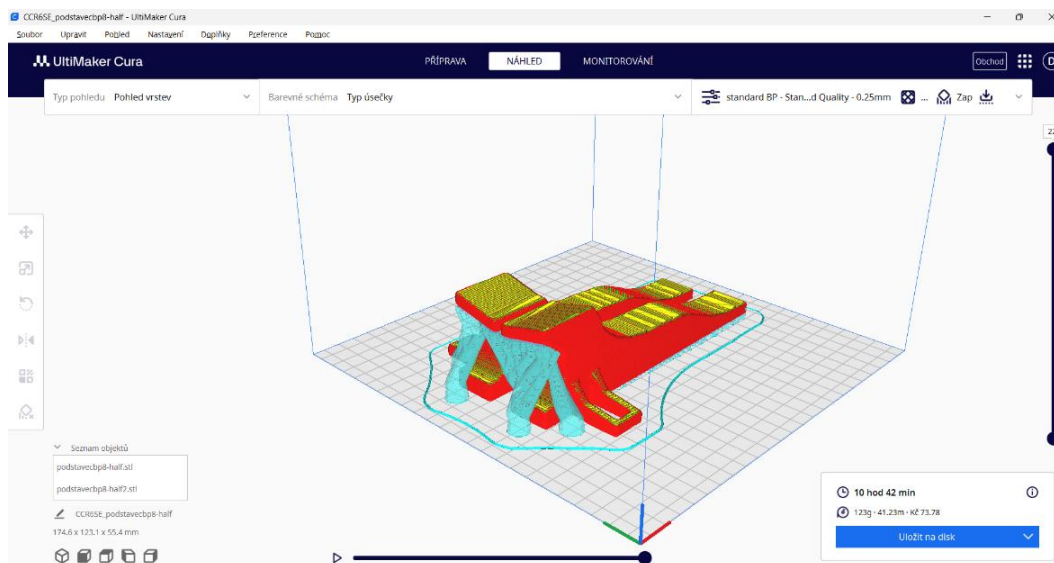 CCR6SE_podstavecbp8-half - UltiMaker Cura
Soubor Upravit Pohled Nastavení Doplňky Preference Pomoc
UltiMaker Cura PŘÍPRAVA NÁHLED MONITOROVÁNÍ Obchod
Typ pohledu Pohled vrstev Barevné schéma Typ úsečky standard BP - Stan...d Quality - 0.25mm ... Zap
Seznam objektů
podstavecbp8-half.stl
podstavecbp8-half2.stl
CCR6SE_podstavecbp8-half
174.6 x 123.1 x 55.4 mm
10 hod 42 min
123g · 41.23m · Kč 73.78
Uložit na disk